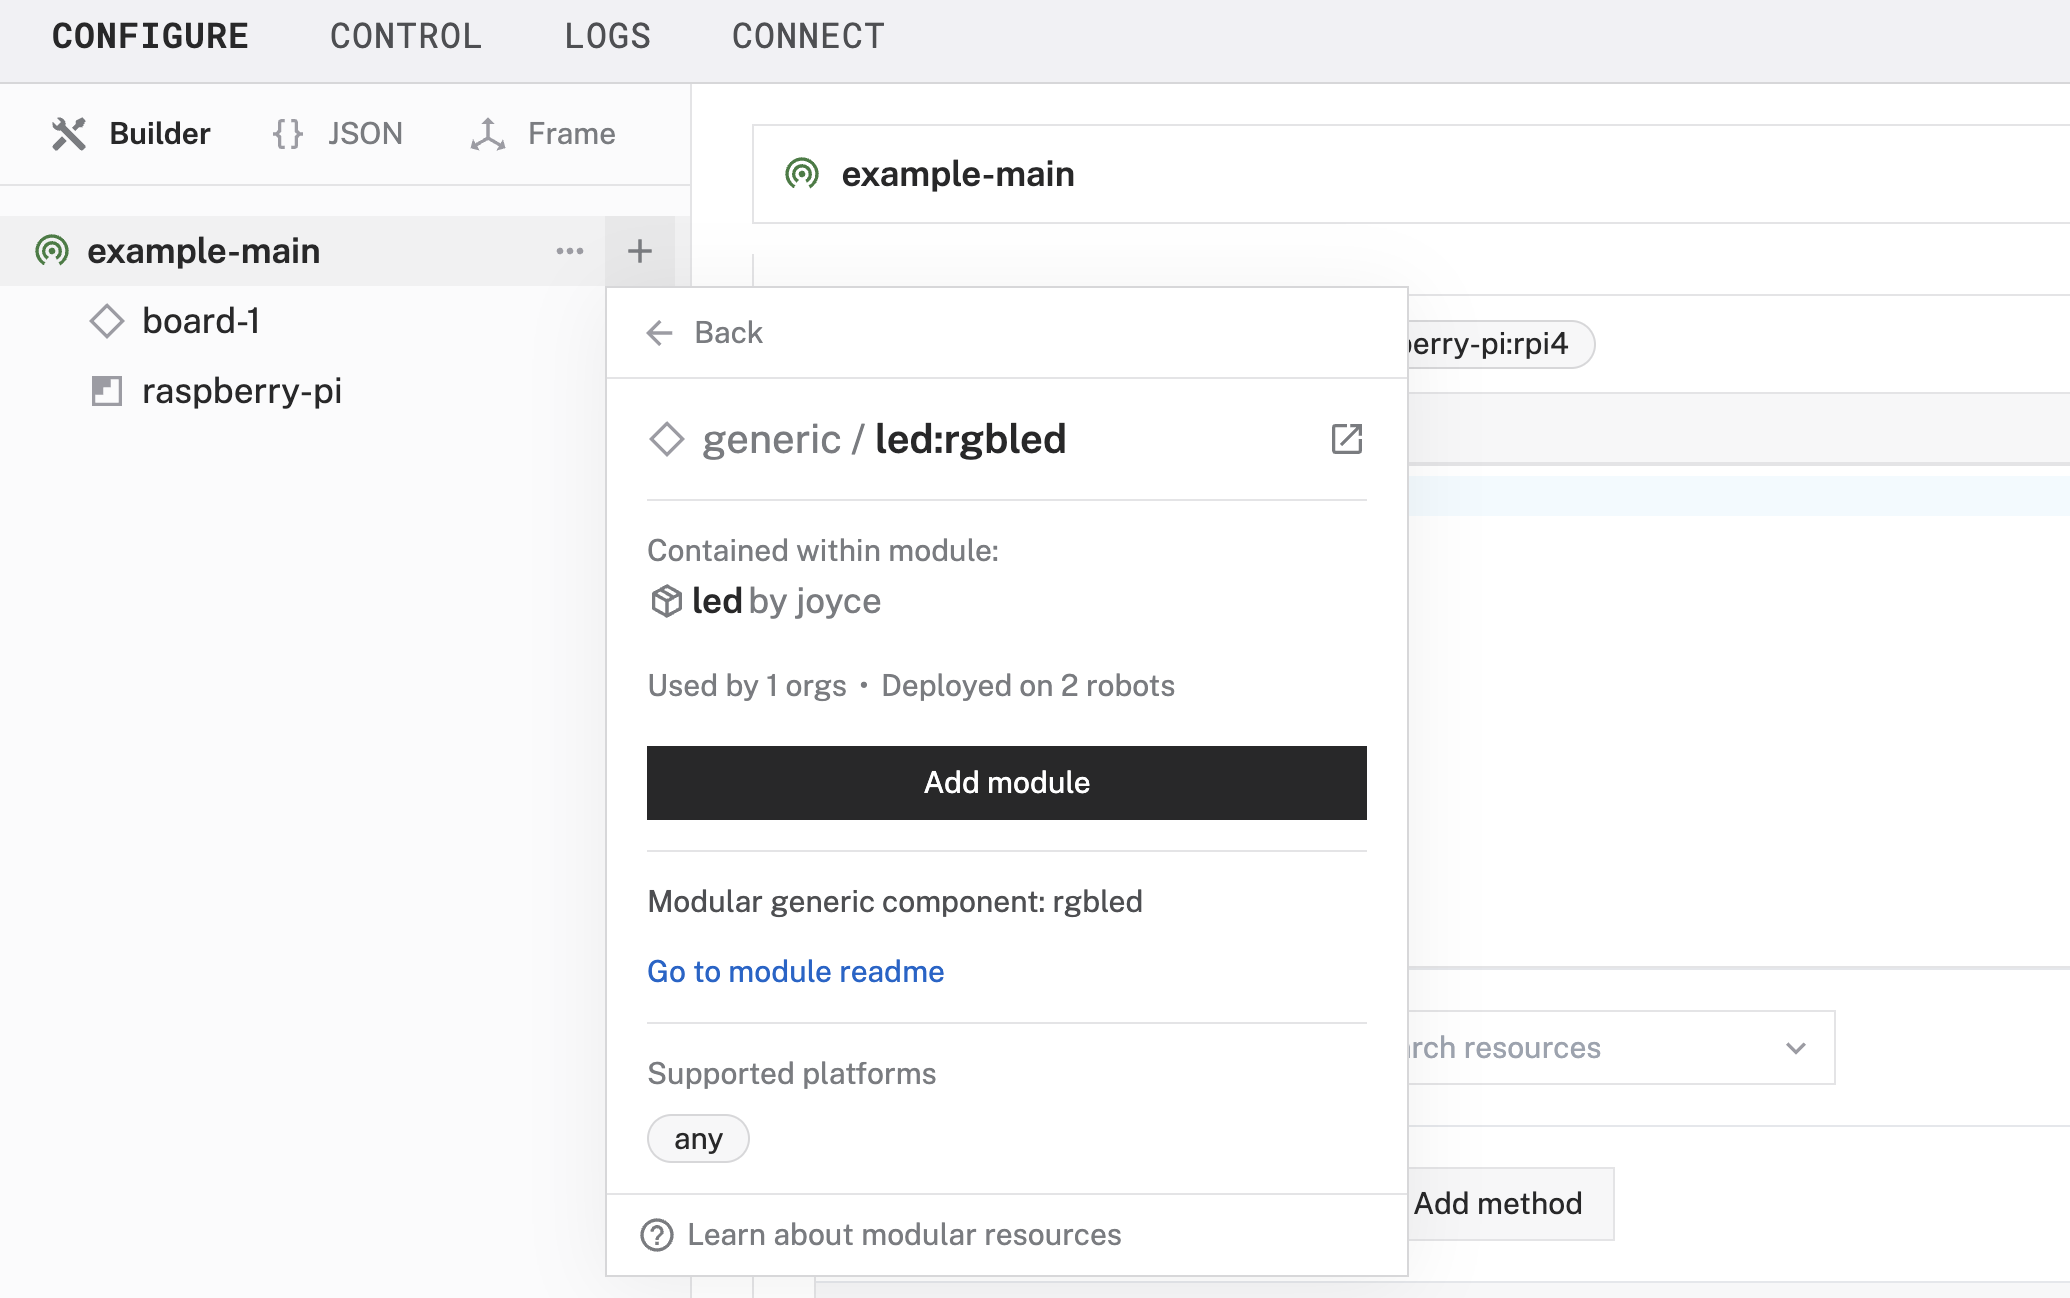 CONFIGURE CONTROL LOGS CONNECT
Builder {} JSON Frame
example-main
example-main ··· +
board-1
raspberry-pi
Back
berry-pi:rpi4
generic / led:rgbled
Contained within module:
led by joyce
Used by 1 orgs • Deployed on 2 robots
Add module
Modular generic component: rgbled
Go to module readme
rch resources
Supported platforms
any
Add method
Learn about modular resources